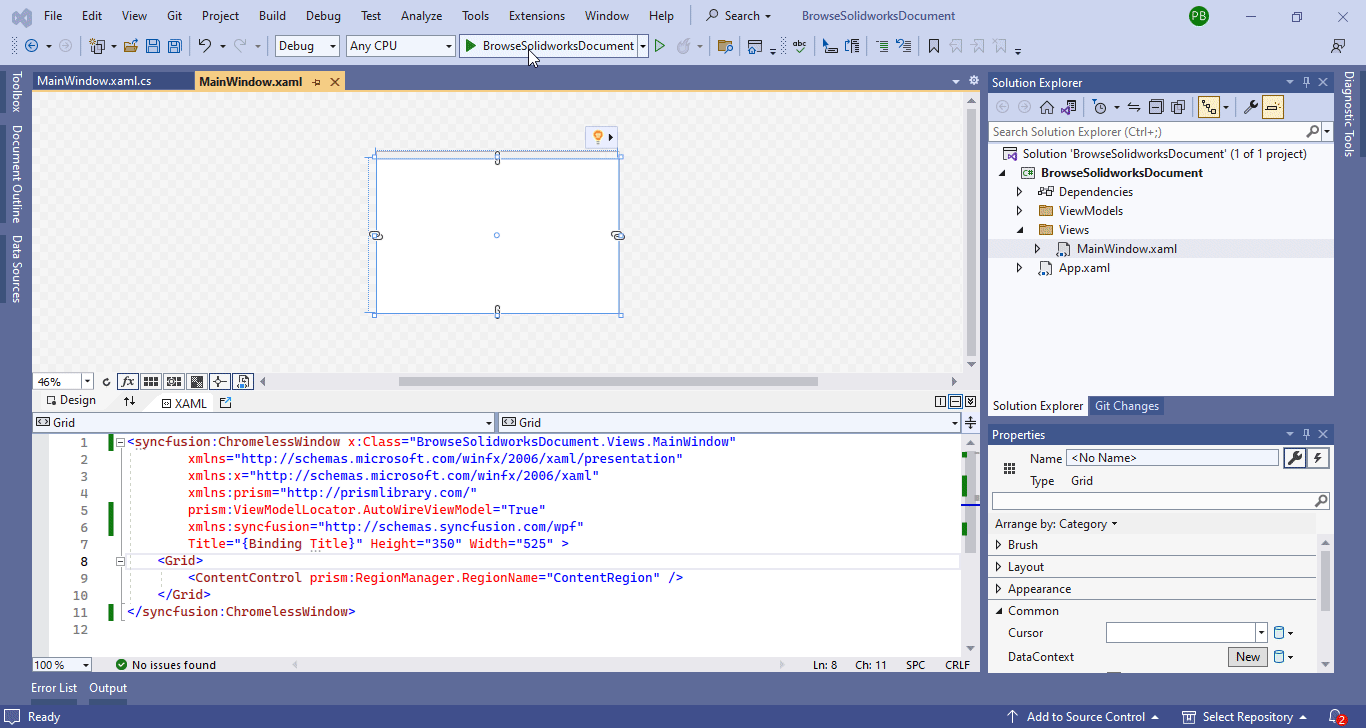 File Edit View Git Project Build Debug Test Analyze Tools Extensions Window Help Search BrowseSolidworksDocument PB
Debug Any CPU BrowseSolidworksDocument
MainWindow.xaml.cs MainWindow.xaml
Toolbox
Document Outline
Data Sources
46%
Design XAML
Grid Grid
1 <syncfusion:ChromelessWindow x:Class="BrowseSolidworksDocument.Views.MainWindow"
2 xmlns="http://schemas.microsoft.com/winfx/2006/xaml/presentation"
3 xmlns:x="http://schemas.microsoft.com/winfx/2006/xaml"
4 xmlns:prism="http://prismlibrary.com/"
5 prism:ViewModelLocator.AutoWireViewModel="True"
6 xmlns:syncfusion="http://schemas.syncfusion.com/wpf"
7 Title="{Binding Title}" Height="350" Width="525" >
8 <Grid>
9 <ContentControl prism:RegionManager.RegionName="ContentRegion" />
10 </Grid>
11 </syncfusion:ChromelessWindow>
12
100 % No issues found Ln: 8 Ch: 11 SPC CRLF
Error List Output
Solution Explorer
Search Solution Explorer (Ctrl+;)
Solution 'BrowseSolidworksDocument' (1 of 1 project)
C# BrowseSolidworksDocument
Dependencies
ViewModels
Views
MainWindow.xaml
App.xaml
Solution Explorer Git Changes
Properties
Name <No Name>
Type Grid
Arrange by: Category
Brush
Layout
Appearance
Common
Cursor
DataContext New
Diagnostic Tools
Ready Add to Source Control Select Repository 2